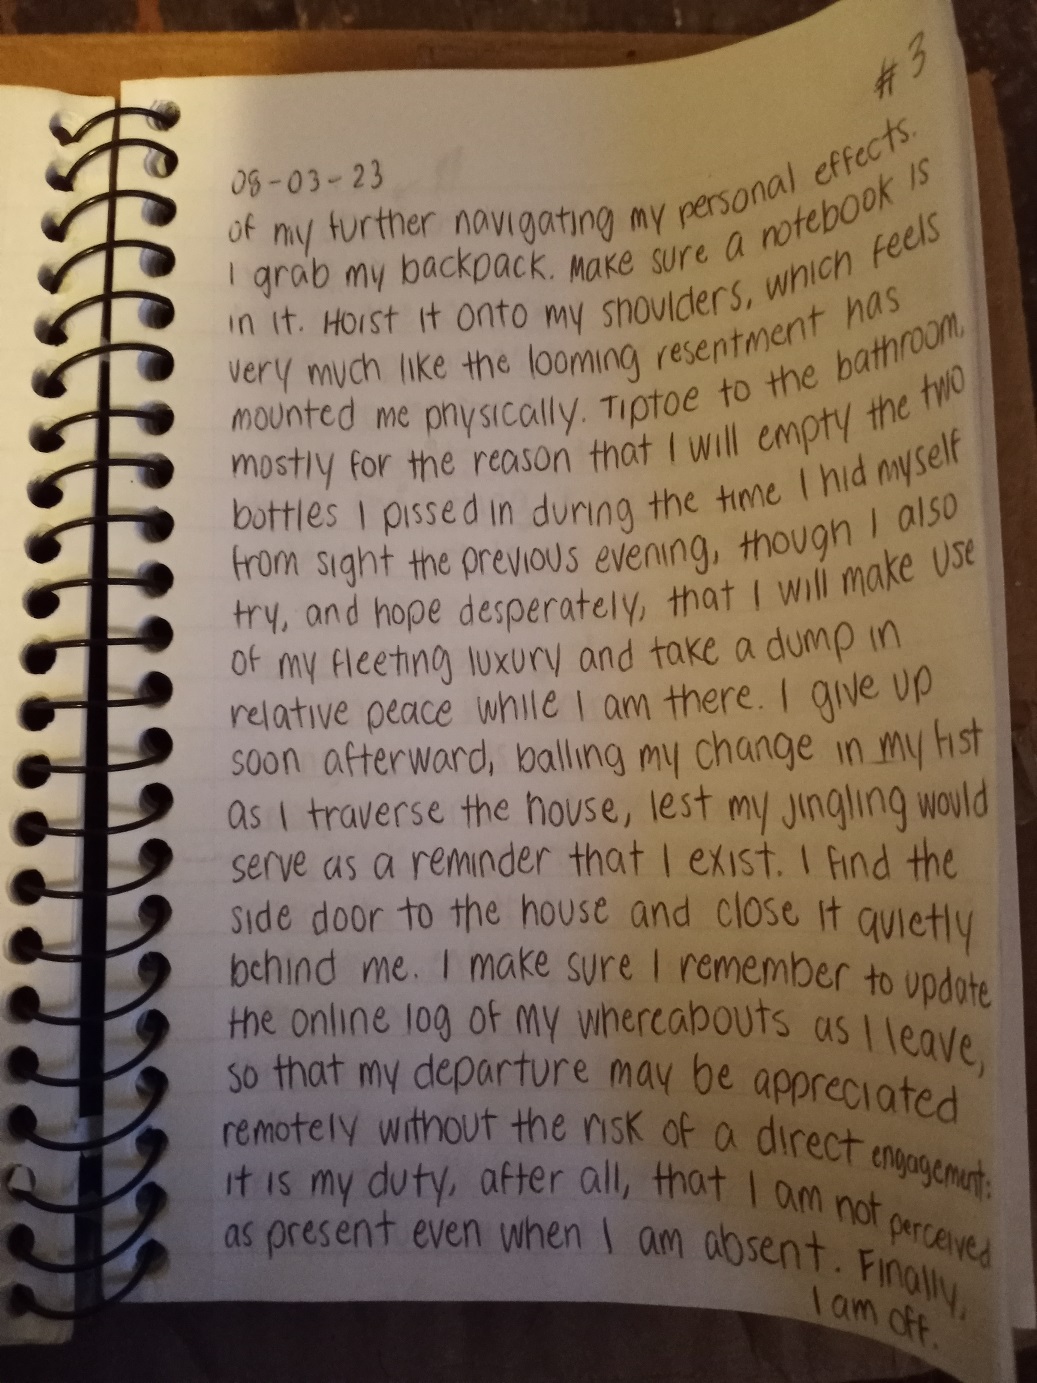 # 3
08-03-23
of my further navigating my personal effects.
I grab my backpack. Make sure a notebook is
in it. Hoist it onto my shoulders, which feels
very much like the looming resentment has
mounted me physically. Tiptoe to the bathroom,
mostly for the reason that I will empty the two
bottles I pissed in during the time I hid myself
from sight the previous evening, though I also
try, and hope desperately, that I will make use
of my fleeting luxury and take a dump in
relative peace while I am there. I give up
soon afterward, balling my change in my fist
as I traverse the house, lest my jingling would
serve as a reminder that I exist. I find the
side door to the house and close it quietly
behind me. I make sure I remember to update
the online log of my whereabouts as I leave,
so that my departure may be appreciated
remotely without the risk of a direct engagement:
it is my duty, after all, that I am not perceived
as present even when I am absent. Finally,
I am off.